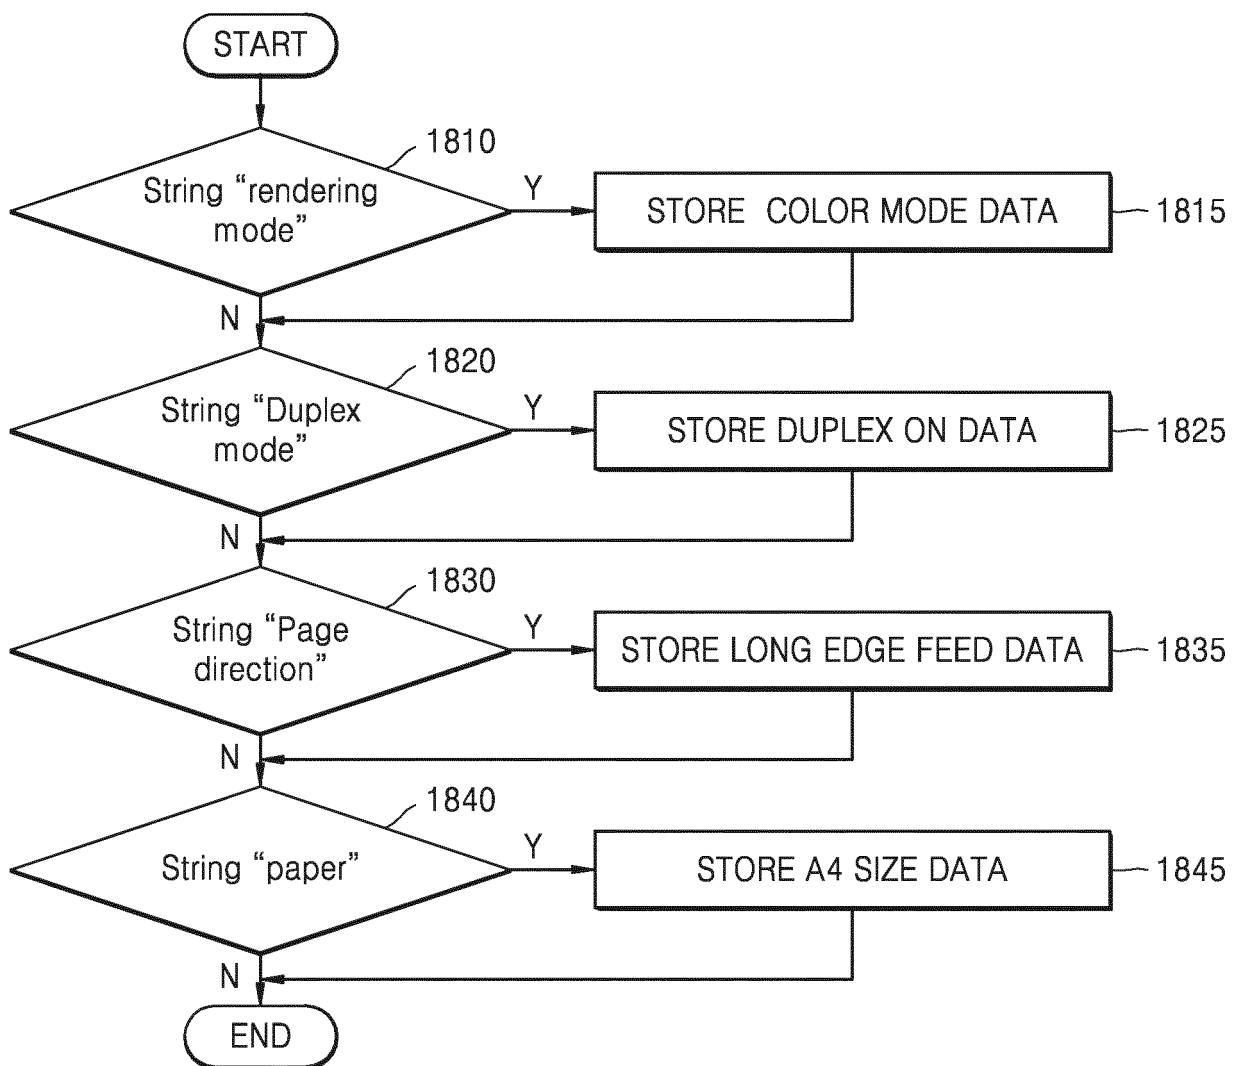 START
1810
String “rendering
mode”
Y
STORE COLOR MODE DATA
1815
N
1820
String “Duplex
mode”
Y
STORE DUPLEX ON DATA
1825
N
1830
String “Page
direction”
Y
STORE LONG EDGE FEED DATA
1835
N
1840
String “paper”
Y
STORE A4 SIZE DATA
1845
N
END